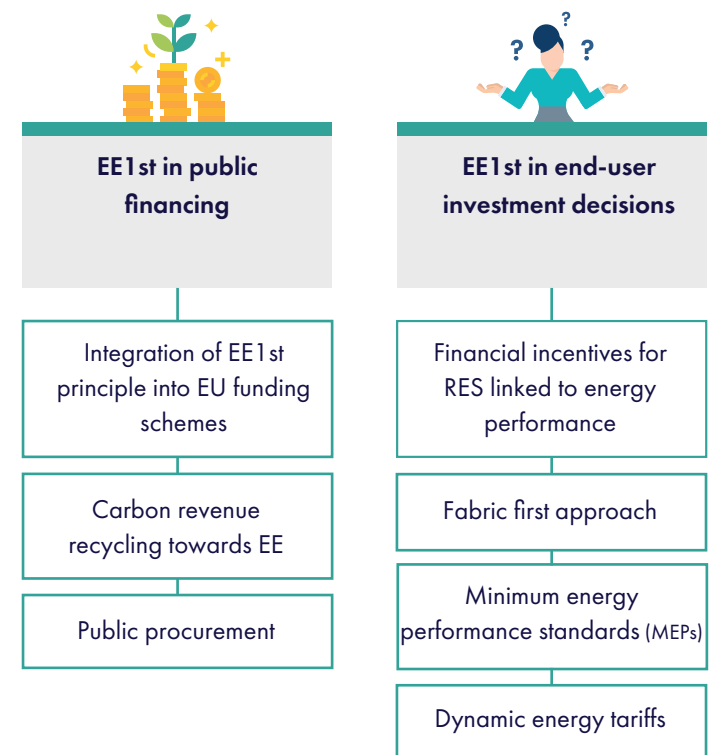 ? ? ?
EE1st in public
financing
Integration of EE1st
principle into EU funding
schemes
Carbon revenue
recycling towards EE
Public procurement
EE1st in end-user
investment decisions
Financial incentives for
RES linked to energy
performance
Fabric first approach
Minimum energy
performance standards (MEPs)
Dynamic energy tariffs